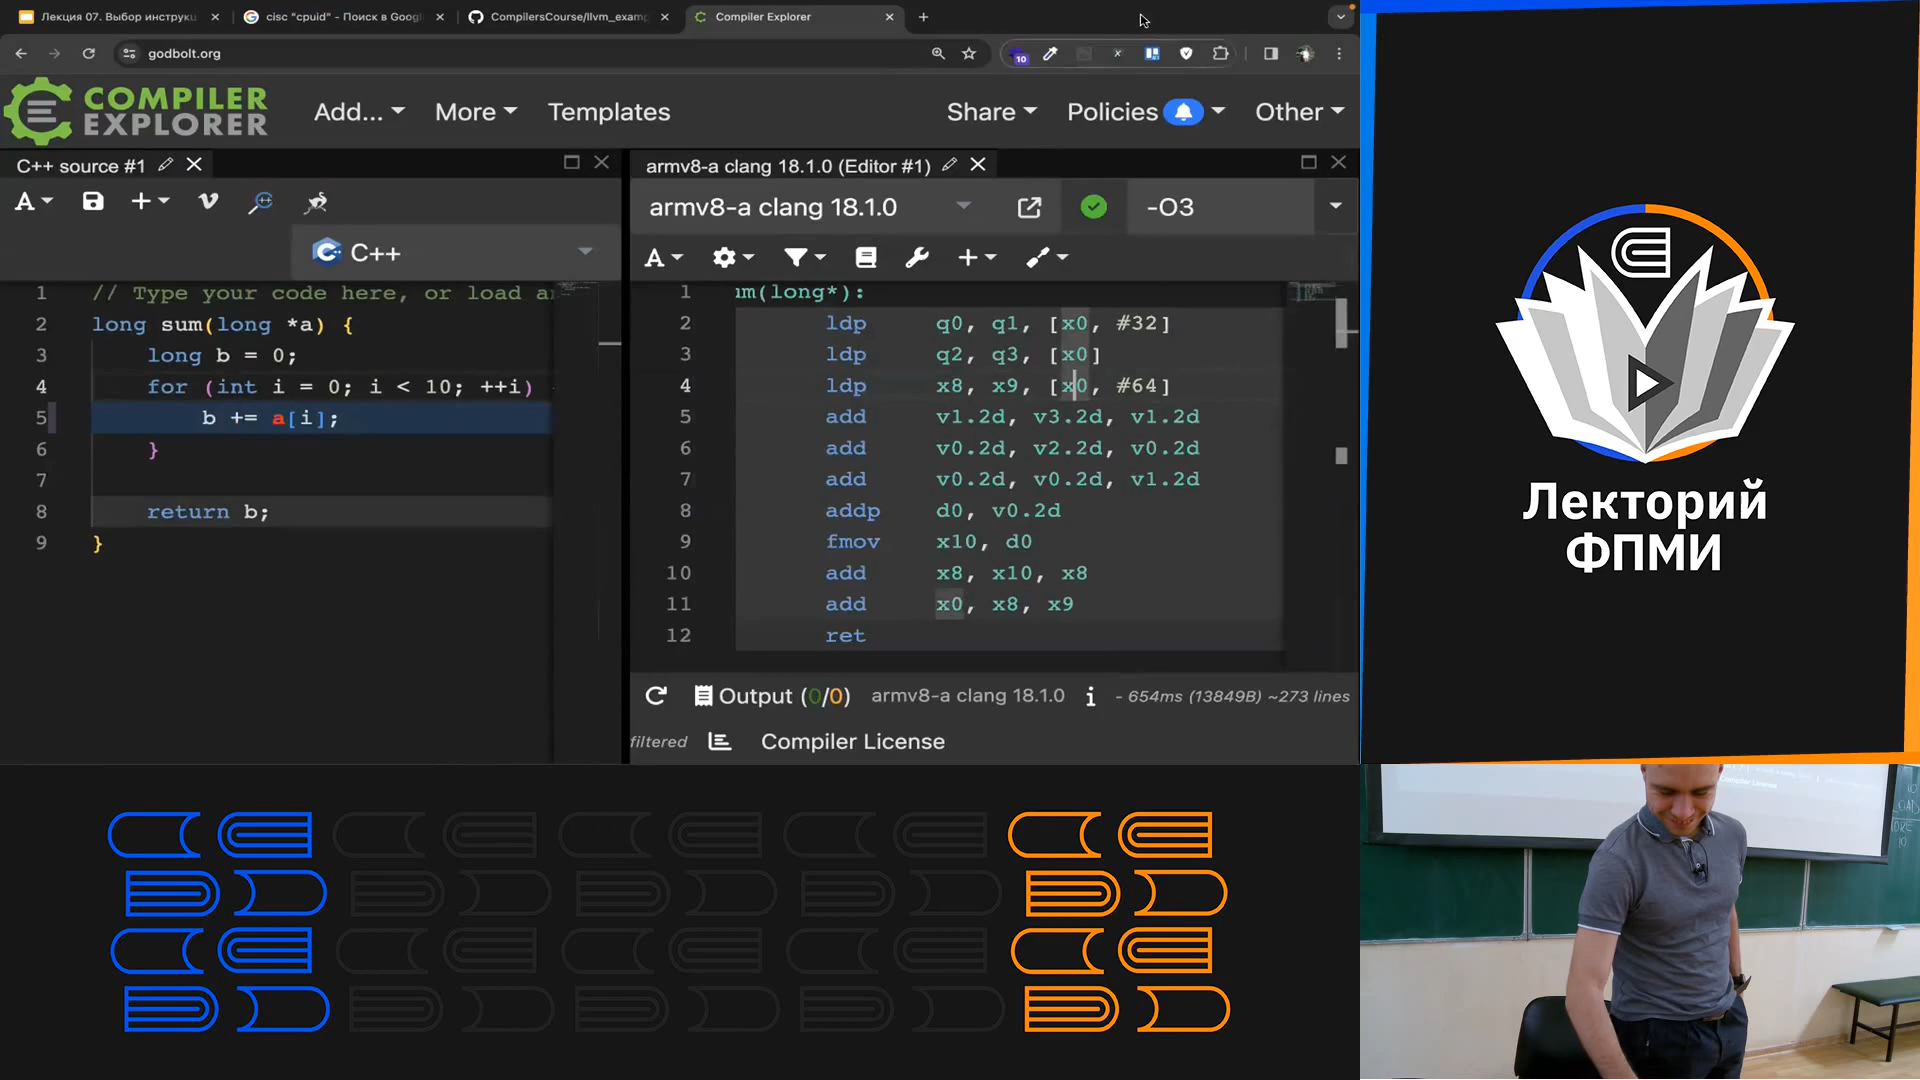 Лекция 07. Выбор инструкц
cisc "cpuid" - Поиск в Googl
CompilersCourse/llvm_examp
Compiler Explorer
godbolt.org
10
COMPILER
EXPLORER
Add...
More
Templates
Share
Policies
Other
C++ source #1
armv8-a clang 18.1.0 (Editor #1)
A
armv8-a clang 18.1.0
-O3
C++
A
1 // Type your code here, or load a
2 long sum(long *a) {
3 long b = 0;
4 for (int i = 0; i < 10; ++i)
5 b += a[i];
6 }
7
8 return b;
9 }
1 um(long*):
2 ldp q0, q1, [x0, #32]
3 ldp q2, q3, [x0]
4 ldp x8, x9, [x0, #64]
5 add v1.2d, v3.2d, v1.2d
6 add v0.2d, v2.2d, v0.2d
7 add v0.2d, v0.2d, v1.2d
8 addp d0, v0.2d
9 fmov x10, d0
10 add x8, x10, x8
11 add x0, x8, x9
12 ret
Output (0/0) armv8-a clang 18.1.0 i - 654ms (13849B) ~273 lines
filtered
Compiler License
Лекторий
ФПМИ